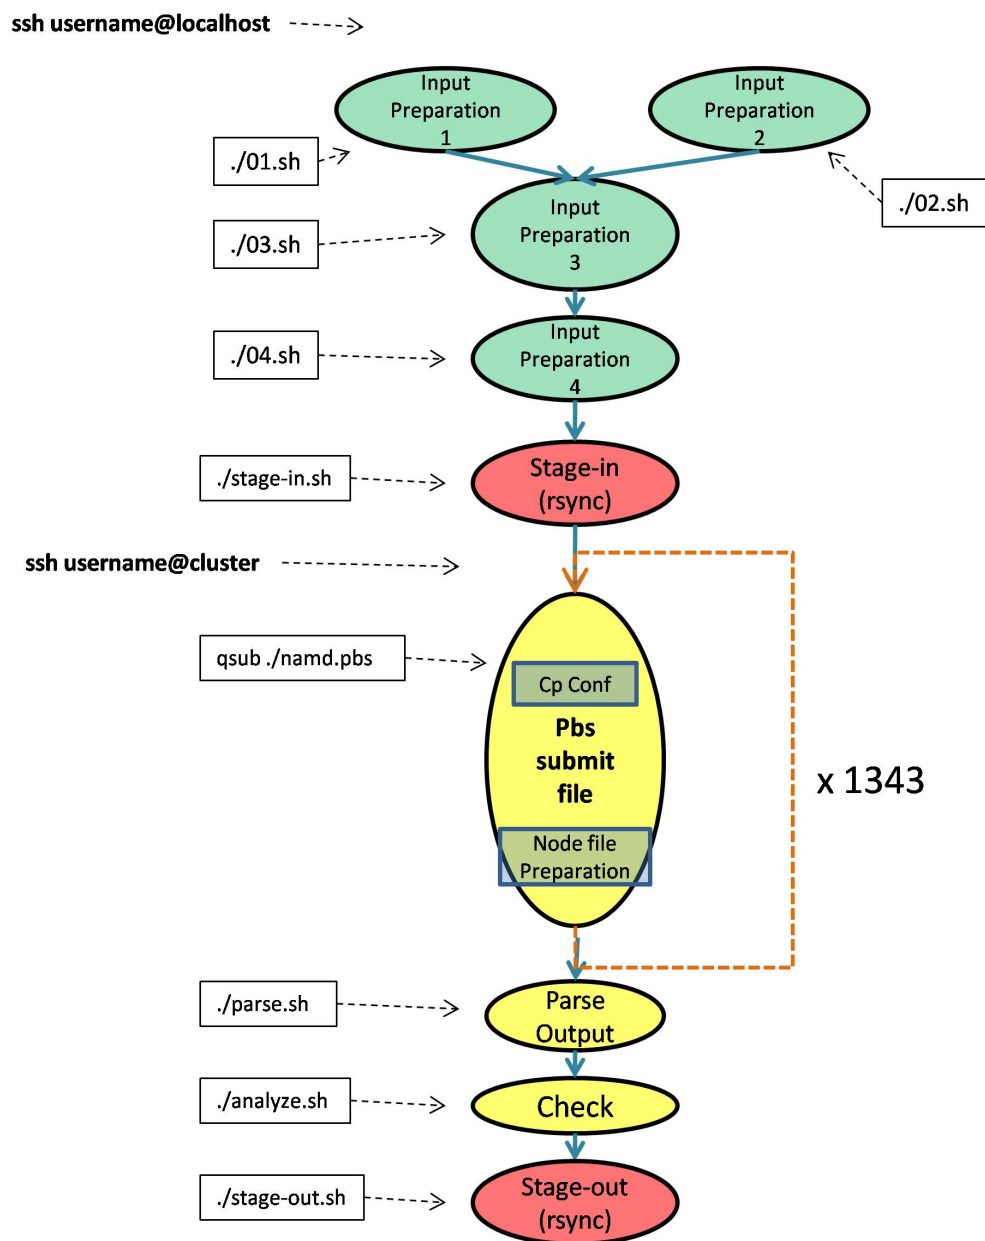 ssh username@localhost
Input
Preparation
1
Input
Preparation
2
./01.sh
./02.sh
Input
Preparation
3
./03.sh
Input
Preparation
4
./04.sh
Stage-in
(rsync)
./stage-in.sh
ssh username@cluster
qsub ./namd.pbs
Cp Conf
Pbs
submit
file
x 1343
Node file
Preparation
./parse.sh
Parse
Output
./analyze.sh
Check
./stage-out.sh
Stage-out
(rsync)